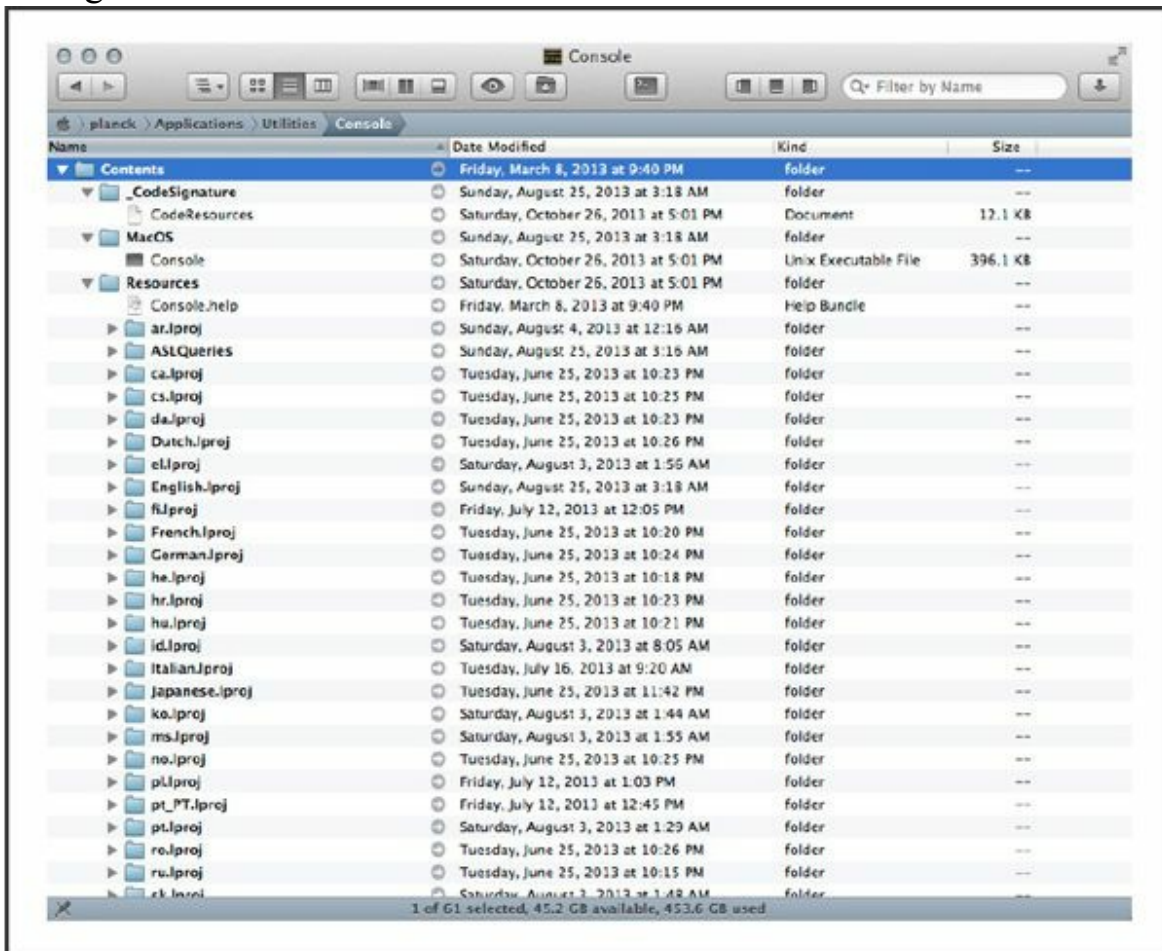 Console
Filter by Name
planck Applications Utilities Console
Name Date Modified Kind Size
Contents Friday, March 8, 2013 at 9:40 PM folder --
_CodeSignature Sunday, August 25, 2013 at 3:18 AM folder --
CodeResources Saturday, October 26, 2013 at 5:01 PM Document 12.1 KB
MacOS Sunday, August 25, 2013 at 3:18 AM folder --
Console Saturday, October 26, 2013 at 5:01 PM Unix Executable File 396.1 KB
Resources Saturday, October 26, 2013 at 5:01 PM folder --
Console.help Friday, March 8, 2013 at 9:40 PM Help Bundle
ar.lproj Sunday, August 4, 2013 at 12:16 AM folder --
ASLQueries Sunday, August 25, 2013 at 3:16 AM folder --
ca.lproj Tuesday, June 25, 2013 at 10:23 PM folder --
cs.lproj Tuesday, June 25, 2013 at 10:25 PM folder --
da.lproj Tuesday, June 25, 2013 at 10:23 PM folder --
Dutch.lproj Tuesday, June 25, 2013 at 10:26 PM folder --
el.lproj Saturday, August 3, 2013 at 1:56 AM folder --
English.lproj Sunday, August 25, 2013 at 3:18 AM folder --
fi.lproj Friday, July 12, 2013 at 12:05 PM folder --
French.lproj Tuesday, June 25, 2013 at 10:20 PM folder --
German.lproj Tuesday, June 25, 2013 at 10:24 PM folder --
he.lproj Tuesday, June 25, 2013 at 10:18 PM folder --
hr.lproj Tuesday, June 25, 2013 at 10:23 PM folder --
hu.lproj Tuesday, June 25, 2013 at 10:21 PM folder --
id.lproj Saturday, August 3, 2013 at 8:05 AM folder --
Italian.lproj Tuesday, July 16, 2013 at 9:20 AM folder --
Japanese.lproj Tuesday, June 25, 2013 at 11:42 PM folder --
ko.lproj Saturday, August 3, 2013 at 1:44 AM folder --
ms.lproj Saturday, August 3, 2013 at 1:55 AM folder --
no.lproj Tuesday, June 25, 2013 at 10:25 PM folder --
pl.lproj Friday, July 12, 2013 at 1:03 PM folder --
pt_PT.lproj Friday, July 12, 2013 at 12:45 PM folder --
pt.lproj Saturday, August 3, 2013 at 1:29 AM folder --
ro.lproj Tuesday, June 25, 2013 at 10:26 PM folder --
ru.lproj Tuesday, June 25, 2013 at 10:15 PM folder --
sk.lproj Saturday, August 3, 2013 at 1:48 AM folder --
1 of 61 selected, 45.2 GB available, 453.6 GB used